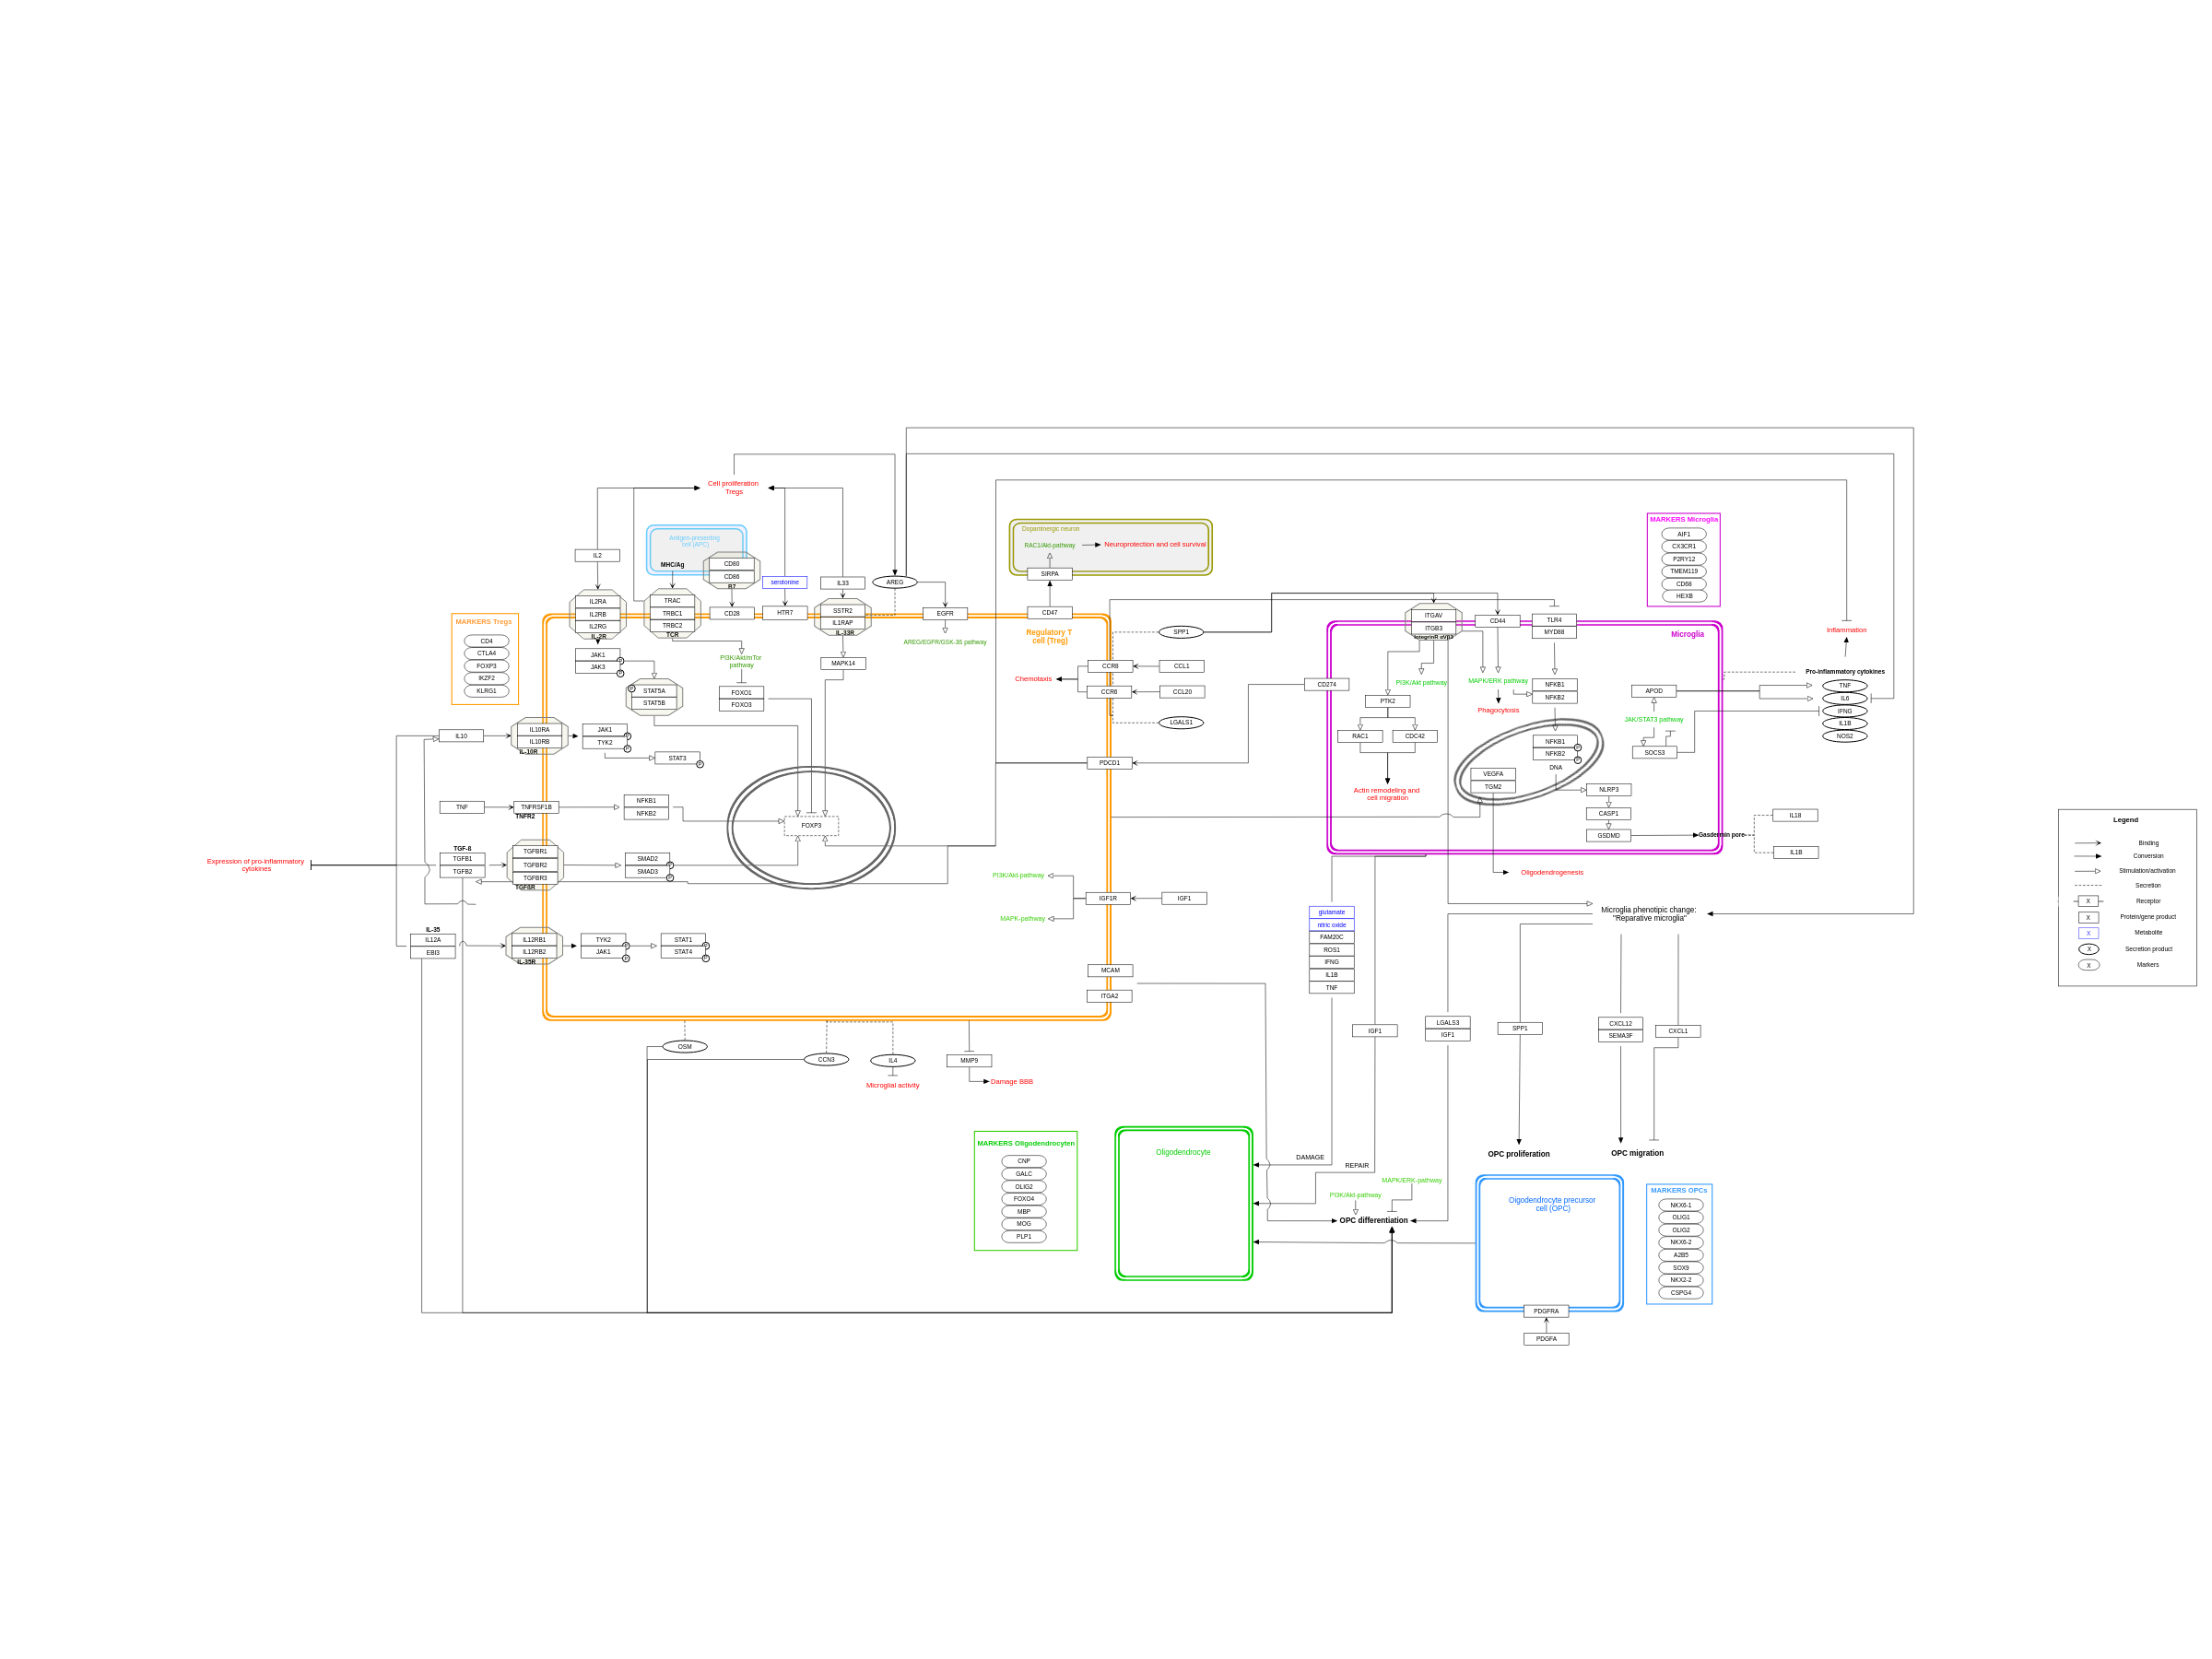 Cell proliferation
Tregs
Antigen-presenting
cell (APC)
MHC/Ag
CD80
CD86
B7
IL2
serotonine
IL33
AREG
IL2RA
IL2RB
IL2RG
IL-2R
TRAC
TRBC1
TRBC2
TCR
CD28
HTR7
SSTR2
IL1RAP
IL-33R
EGFR
AREG/EGFR/GSK-36 pathway
Dopaminergic neuron
RAC1/Akt-pathway
Neuroprotection and cell survival
SIRPA
CD47
Regulatory T
cell (Treg)
MARKERS Tregs
CD4
CTLA4
FOXP3
IKZF2
KLRG1
JAK1
JAK3
P
P
P
STAT5A
STAT5B
PI3K/Akt/mTor
pathway
FOXO1
FOXO3
MAPK14
IL10
IL10RA
IL10RB
IL-10R
JAK1
TYK2
P
P
STAT3
P
TNF
TNFRSF1B
TNFR2
NFKB1
NFKB2
FOXP3
Expression of pro-inflammatory
cytokines
TGF-ß
TGFB1
TGFB2
TGFBR1
TGFBR2
TGFBR3
TGFßR
SMAD2
SMAD3
P
P
IL-35
IL12A
EBI3
IL12RB1
IL12RB2
IL-35R
TYK2
JAK1
P
P
STAT1
STAT4
P
P
Chemotaxis
CCR8
CCR6
CCL1
CCL20
SPP1
LGALS1
PDCD1
PI3K/Akt-pathway
MAPK-pathway
IGF1R
IGF1
MCAM
ITGA2
OSM
CCN3
IL4
MMP9
Microglial activity
Damage BBB
MARKERS Microglia
AIF1
CX3CR1
P2RY12
TMEM119
CD68
HEXB
Microglia
ITGAV
ITGB3
IntegrinR αVβ3
CD44
TLR4
MYD88
CD274
PI3K/Akt pathway
MAPK/ERK pathway
Phagocytosis
PTK2
RAC1
CDC42
Actin remodeling and
cell migration
NFKB1
NFKB2
NFKB1
NFKB2
P
P
DNA
VEGFA
TGM2
APOD
JAK/STAT3 pathway
SOCS3
NLRP3
CASP1
GSDMD
Gasdermin pore
IL18
IL1B
Inflammation
Pro-inflammatory cytokines
TNF
IL6
IFNG
IL1B
NOS2
Oligodendrogenesis
Microglia phenotipic change:
"Reparative microglia"
glutamate
nitric oxide
FAM20C
ROS1
IFNG
IL1B
TNF
IGF1
LGALS3
IGF1
SPP1
CXCL12
SEMA3F
CXCL1
DAMAGE
REPAIR
OPC proliferation
OPC migration
MAPK/ERK-pathway
PI3K/Akt-pathway
OPC differentiation
MARKERS Oligodendrocyten
CNP
GALC
OLIG2
FOXO4
MBP
MOG
PLP1
Oligodendrocyte
Oigodendrocyte precursor
cell (OPC)
PDGFRA
PDGFA
MARKERS OPCs
NKX6-1
OLIG1
OLIG2
NKX6-2
A2B5
SOX9
NKX2-2
CSPG4
Legend
Binding
Conversion
Stimulation/activation
Secretion
X
Receptor
X
Protein/gene product
X
Metabolite
X
Secretion product
X
Markers